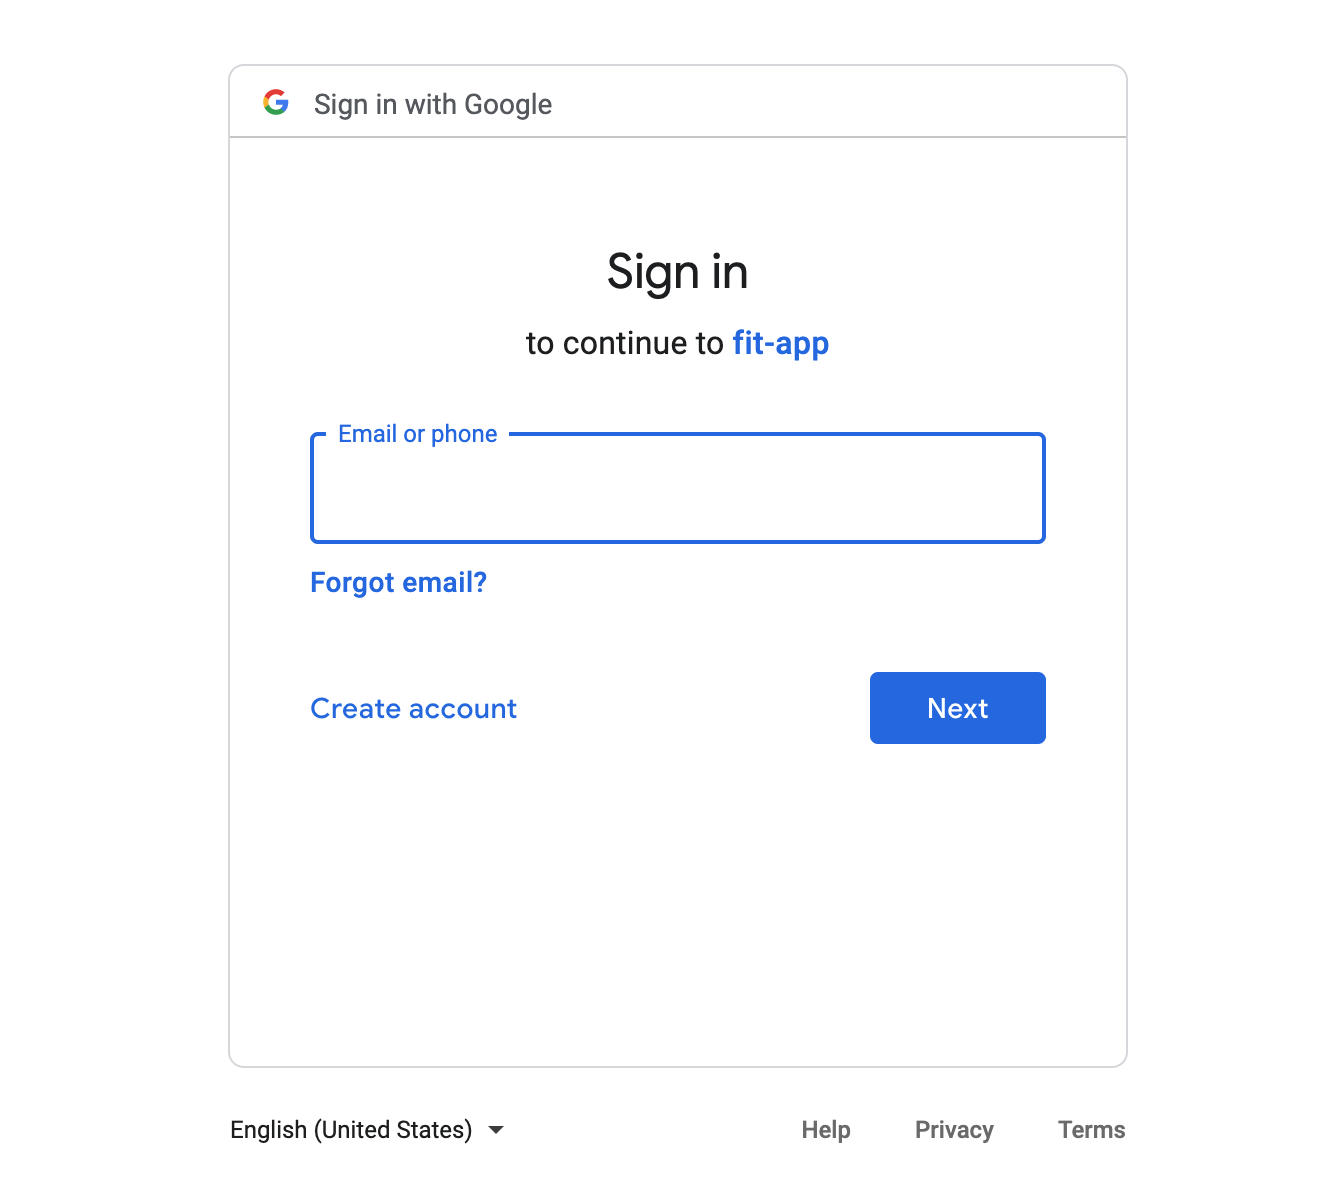 Sign in with Google
Sign in
to continue to fit-app
Email or phone
Forgot email?
Create account
Next
English (United States)
Help
Privacy
Terms